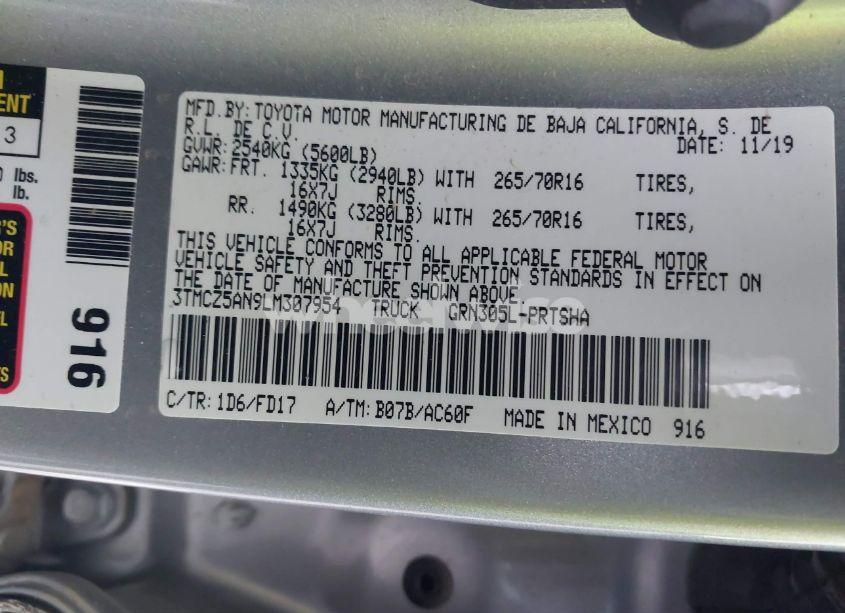 ENT
3
lbs.
lb.
'S
OR
L
ON
L
S
916
MFD.BY:TOYOTA MOTOR MANUFACTURING DE BAJA CALIFORNIA, S. DE
R.L. DE C.V. DATE: 11/19
GVWR:2540KG (5600LB)
GAWR:FRT. 1335KG (2940LB) WITH 265/70R16 TIRES,
16X7J RIMS.
RR. 1490KG (3280LB) WITH 265/70R16 TIRES,
16X7J RIMS.
THIS VEHICLE CONFORMS TO ALL APPLICABLE FEDERAL MOTOR
VEHICLE SAFETY AND THEFT PREVENTION STANDARDS IN EFFECT ON
THE DATE OF MANUFACTURE SHOWN ABOVE.
3TMCZ5AN9LM307954 TRUCK GRN305L-PRTSHA
C/TR: 1D6/FD17 A/TM: B07B/AC60F MADE IN MEXICO 916